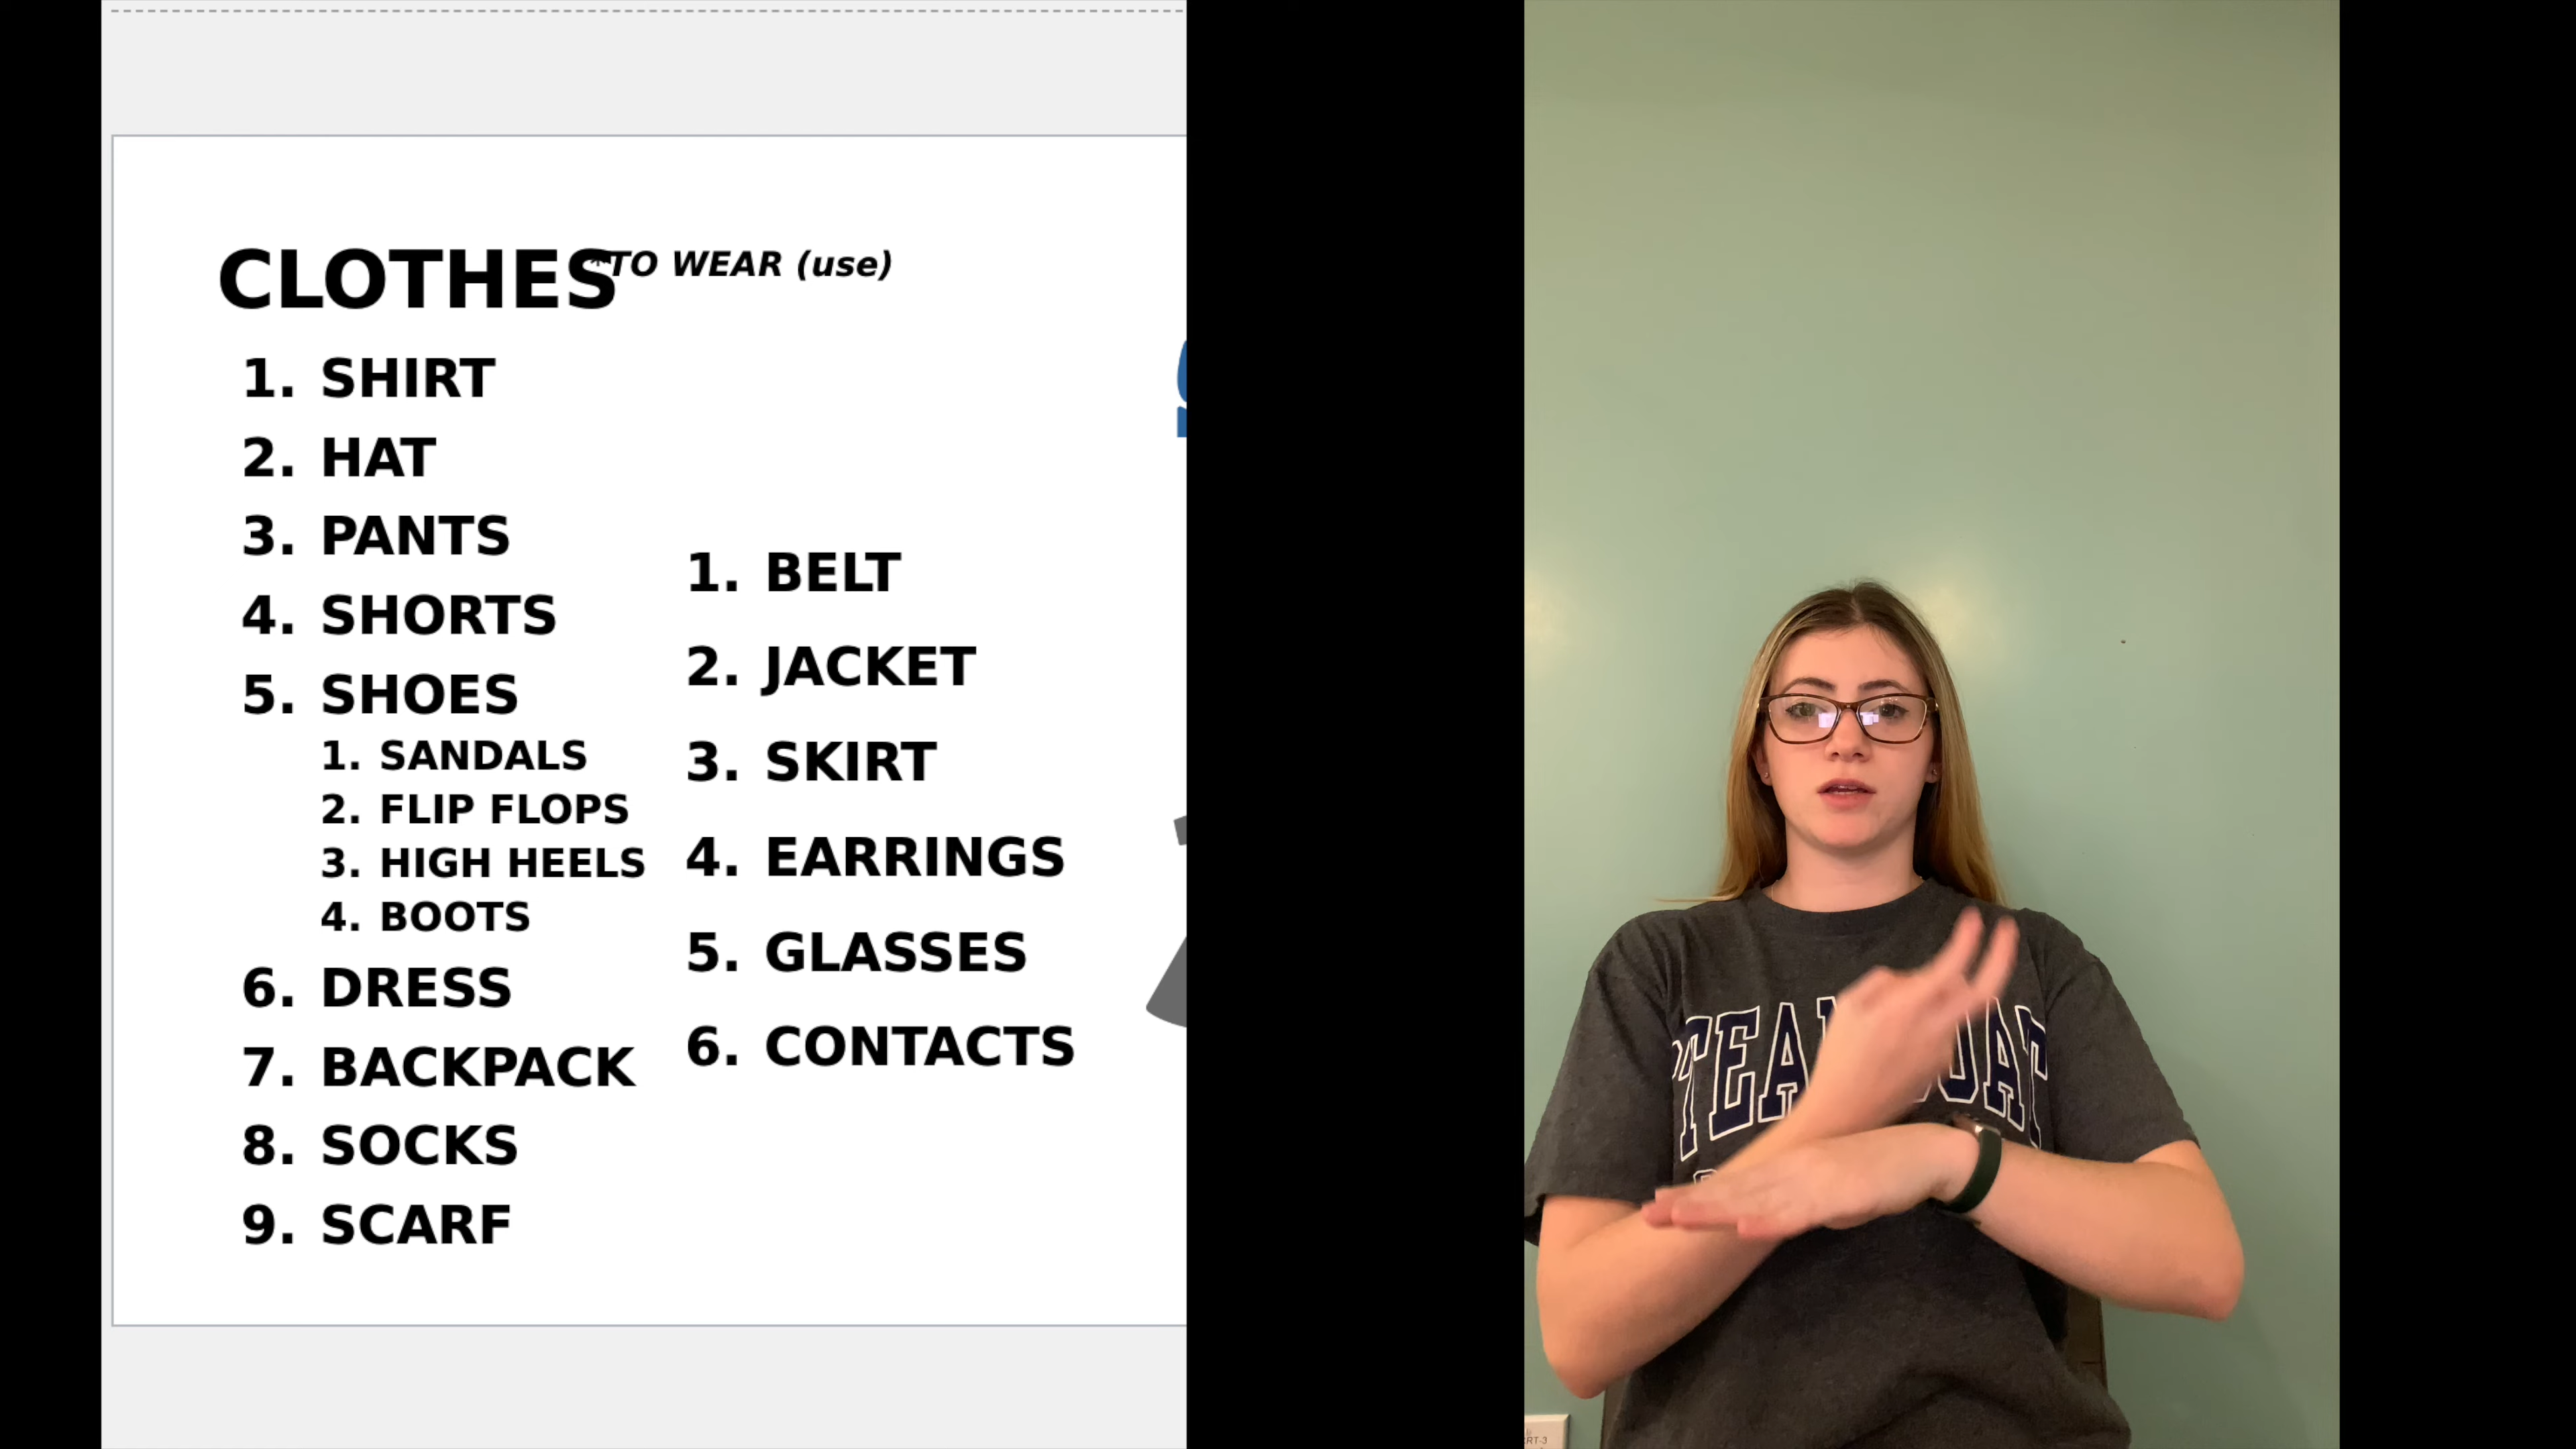 CLOTHES
*TO WEAR (use)
1. SHIRT
2. HAT
3. PANTS
4. SHORTS
5. SHOES
1. SANDALS
2. FLIP FLOPS
3. HIGH HEELS
4. BOOTS
6. DRESS
7. BACKPACK
8. SOCKS
9. SCARF
1. BELT
2. JACKET
3. SKIRT
4. EARRINGS
5. GLASSES
6. CONTACTS